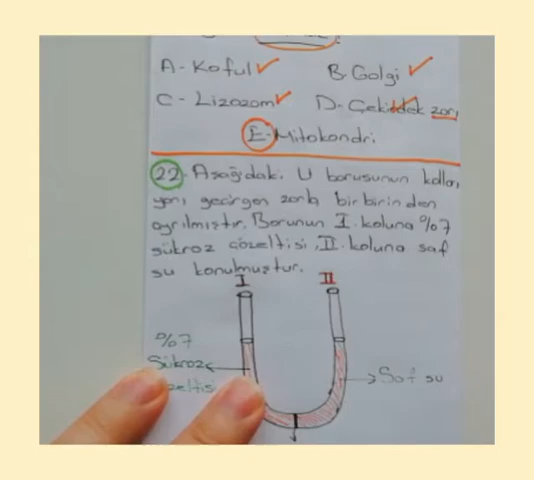 A-Koful ✓ B-Golgi ✓
C- Lizozom ✓ D- Çekirdek zarı
E-Mitokondri
22- Aşağıdaki U borusunun kolları
yarı geçirgen zarla birbirinden
ayrılmıştır. Borunun I. koluna %7
sükroz çözeltisi, II. koluna saf
su konulmuştur.
I II
%7
Sükroz
zeltisi
Saf su